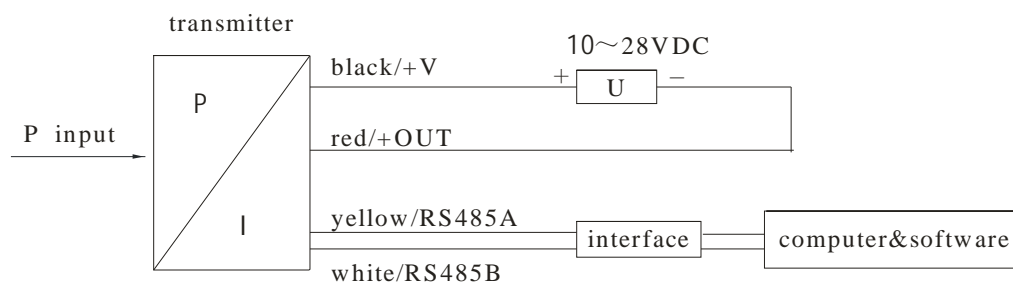 transmitter
10～28VDC
black/+V
+ U −
P
P input
red/+OUT
I
yellow/RS485A
interface
computer&software
white/RS485B